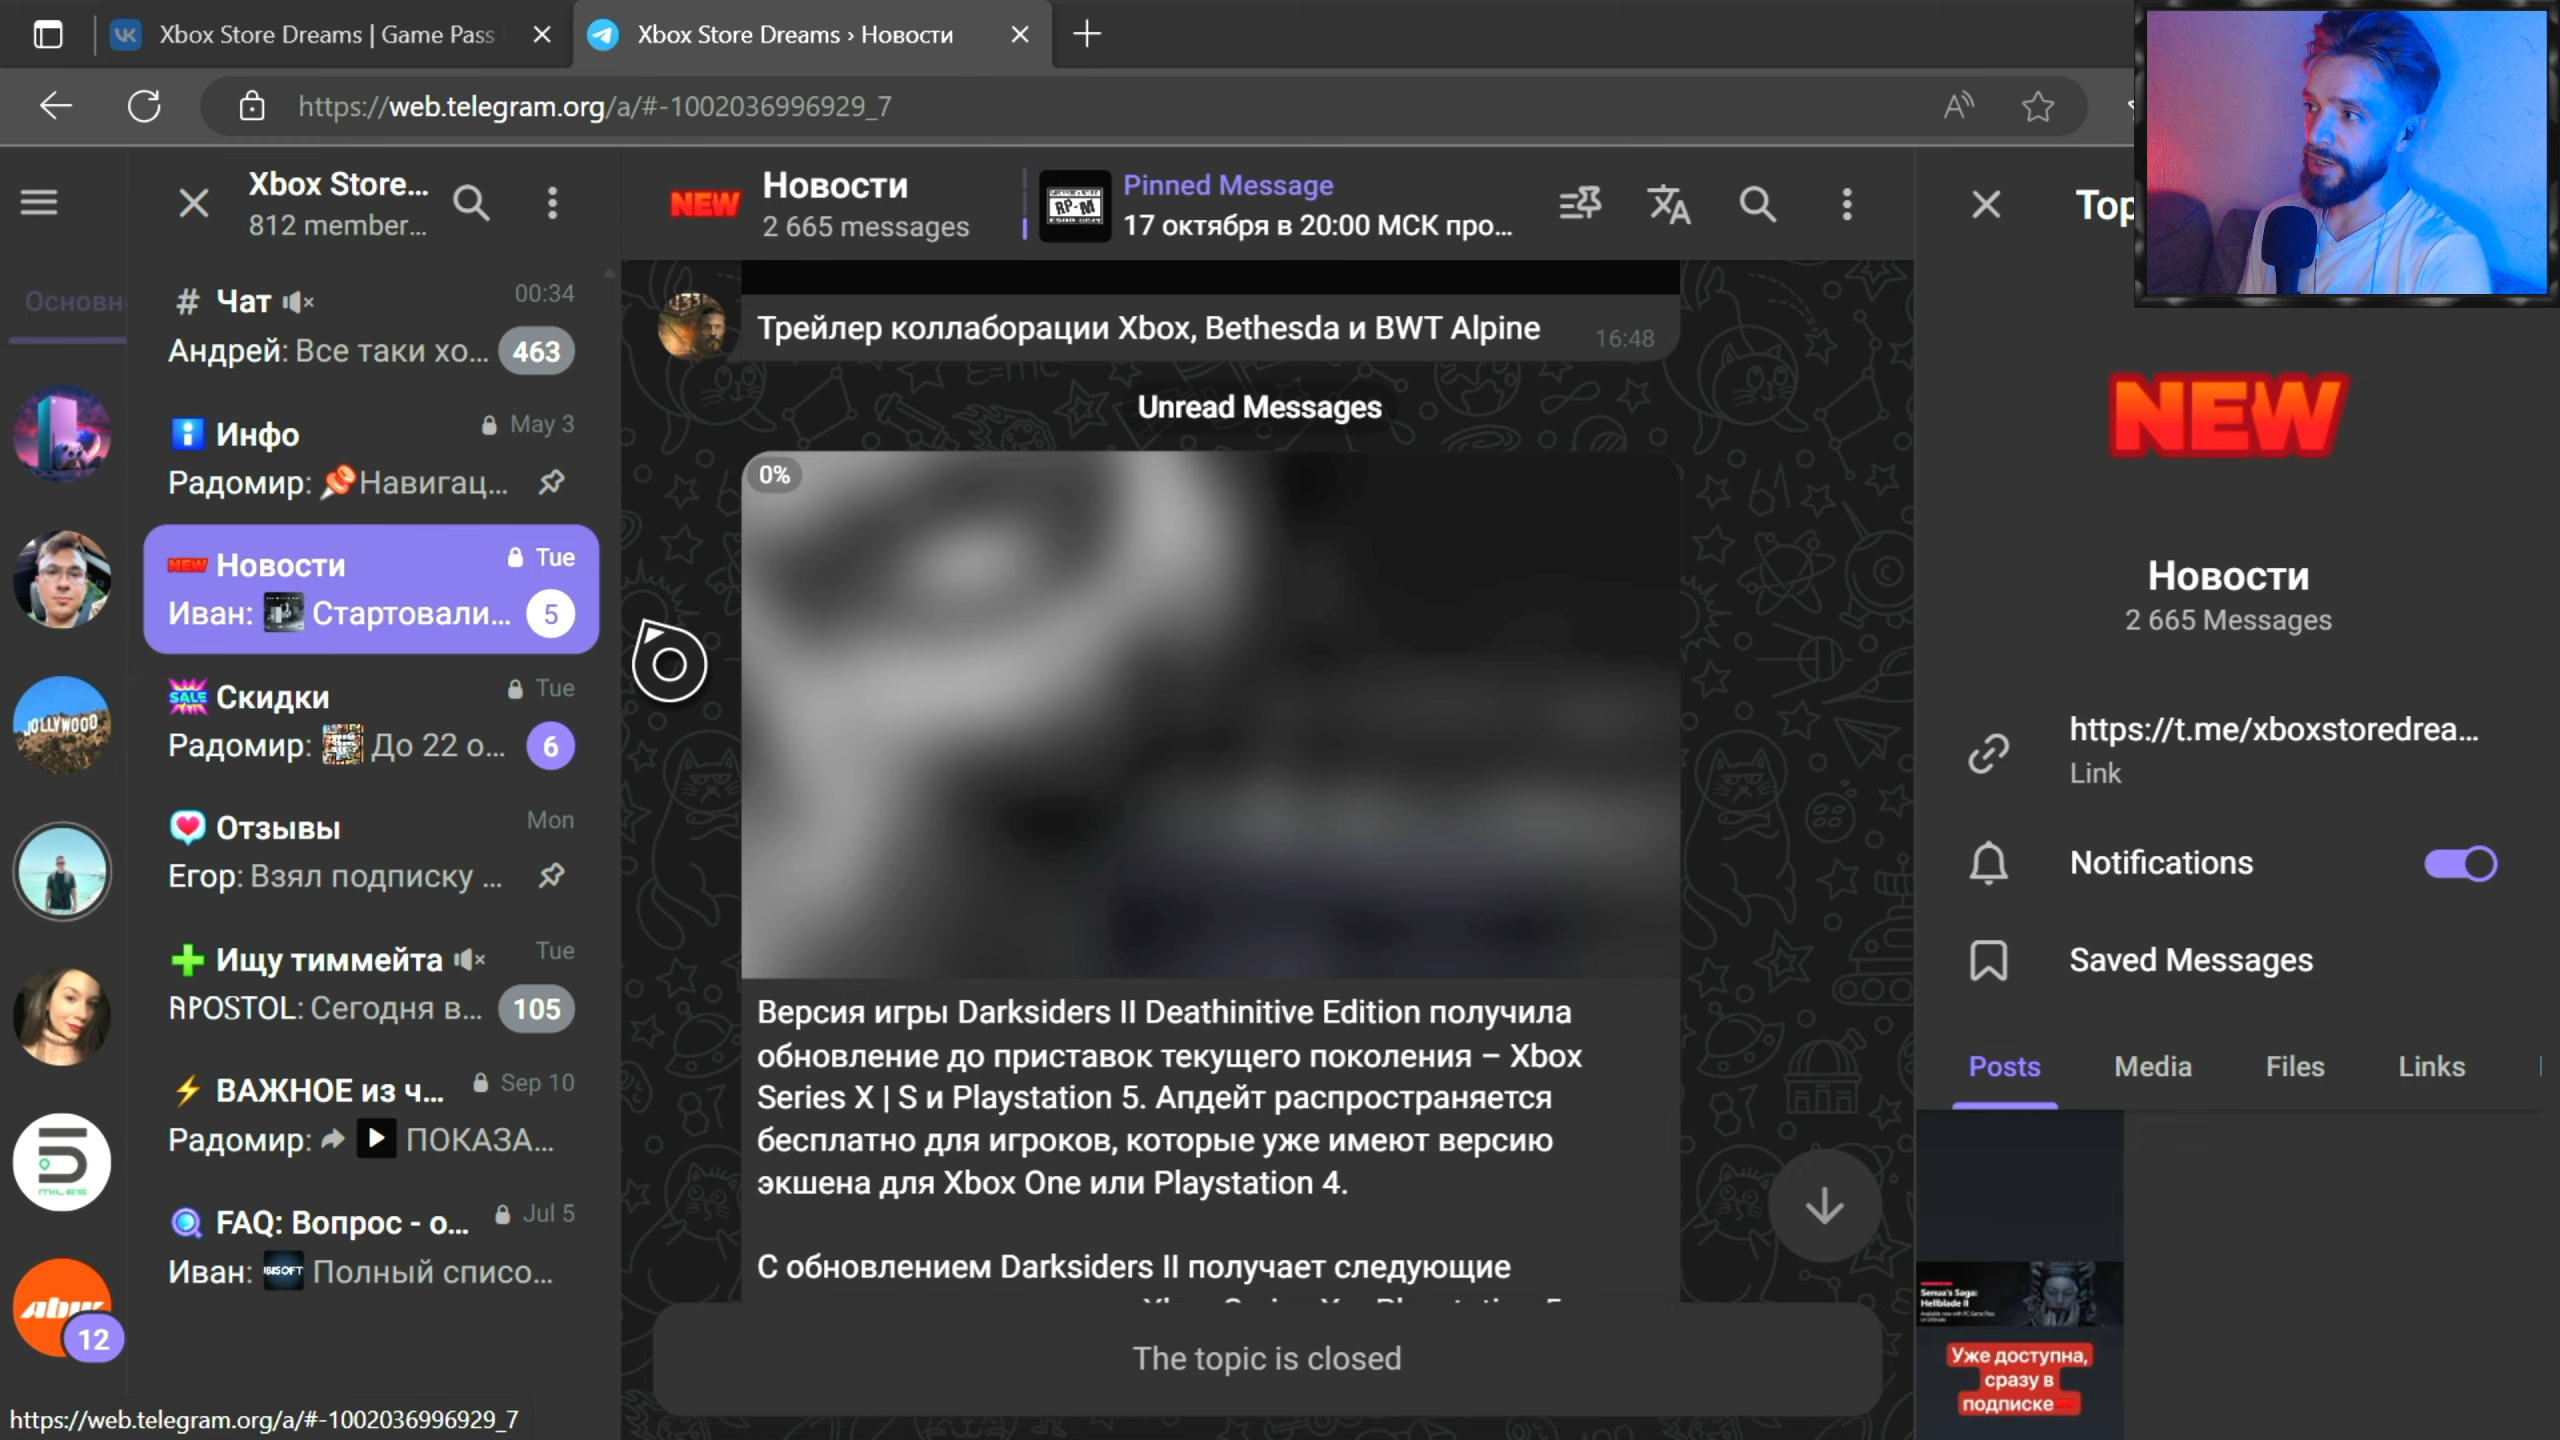 Xbox Store Dreams | Game Pass
Xbox Store Dreams › Новости
https://web.telegram.org/a/#-1002036996929_7
Основн
Xbox Store...
812 member...
# Чат
00:34
Андрей: Все таки хо...
463
Инфо
May 3
Радомир: 📌Навигац...
NEW Новости
Tue
Иван: Стартовали...
5
SALE Скидки
Tue
Радомир: До 22 о...
6
Отзывы
Mon
Егор: Взял подписку ...
Ищу тиммейта
Tue
APOSTOL: Сегодня в...
105
ВАЖНОЕ из ч...
Sep 10
Радомир: ПОКАЗА...
FAQ: Вопрос - о...
Jul 5
Иван: Полный списо...
JOLLYWOOD
5
MILES
12
https://web.telegram.org/a/#-1002036996929_7
NEW
Новости
2 665 messages
RP-M
Pinned Message
17 октября в 20:00 МСК про...
Трейлер коллаборации Xbox, Bethesda и BWT Alpine
16:48
Unread Messages
0%
Версия игры Darksiders II Deathinitive Edition получила
обновление до приставок текущего поколения – Xbox
Series X | S и Playstation 5. Апдейт распространяется
бесплатно для игроков, которые уже имеют версию
экшена для Xbox One или Playstation 4.
С обновлением Darksiders II получает следующие
The topic is closed
Top
NEW
Новости
2 665 Messages
https://t.me/xboxstoredrea...
Link
Notifications
Saved Messages
Posts
Media
Files
Links
Senua's Saga:
Hellblade II
Уже доступна,
сразу в
подписке